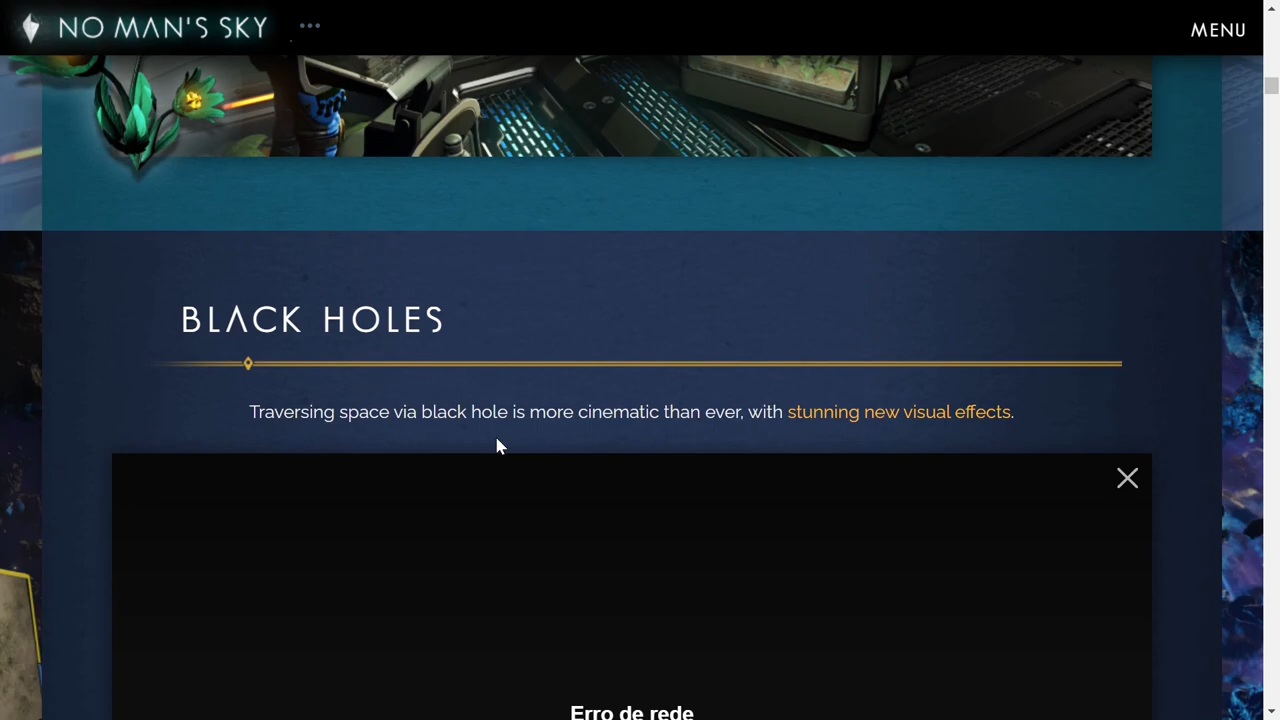 NO MAN'S SKY
MENU
BLACK HOLES
Traversing space via black hole is more cinematic than ever, with stunning new visual effects.
Erro de rede